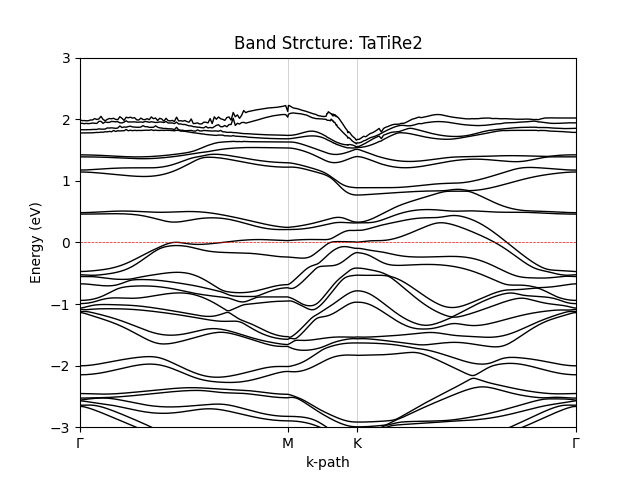 Band Strcture: TaTiRe2
3
2
1
0
−1
−2
−3
Energy (eV)
Γ M K Γ
k-path